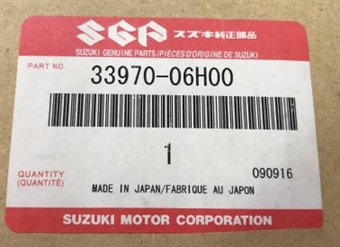 SGP スズキ純正部品
SUZUKI GENUINE PARTS/PIÈCES D'ORIGINE DE SUZUKI
PART NO. 33970-06H00
1
QUANTITY
(QUANTITÉ)
090916
MADE IN JAPAN/FABRIQUE AU JAPON
SUZUKI MOTOR CORPORATION